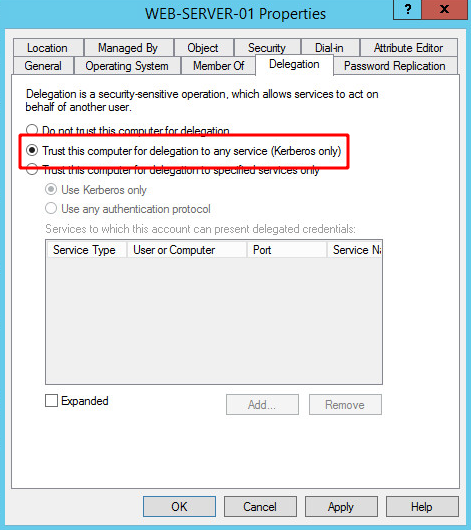 WEB-SERVER-01 Properties
?
Location Managed By Object Security Dial-in Attribute Editor
General Operating System Member Of Delegation Password Replication
Delegation is a security-sensitive operation, which allows services to act on
behalf of another user.
Do not trust this computer for delegation
Trust this computer for delegation to any service (Kerberos only)
Trust this computer for delegation to specified services only
Use Kerberos only
Use any authentication protocol
Services to which this account can present delegated credentials:
Service Type User or Computer Port Service Na
Expanded Add... Remove
OK Cancel Apply Help